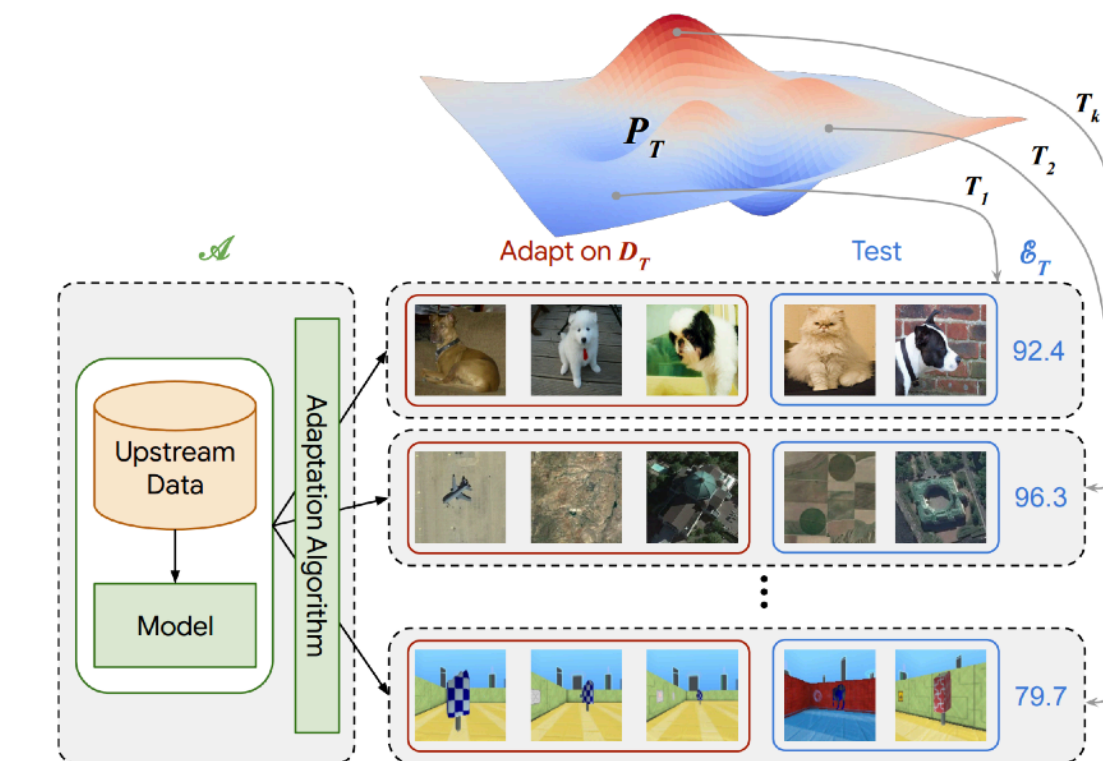 P_T
T_k
T_2
T_1
𝒜
Adapt on D_T
Test
ℰ_T
Upstream
Data
Model
Adaptation Algorithm
92.4
96.3
⋮
79.7